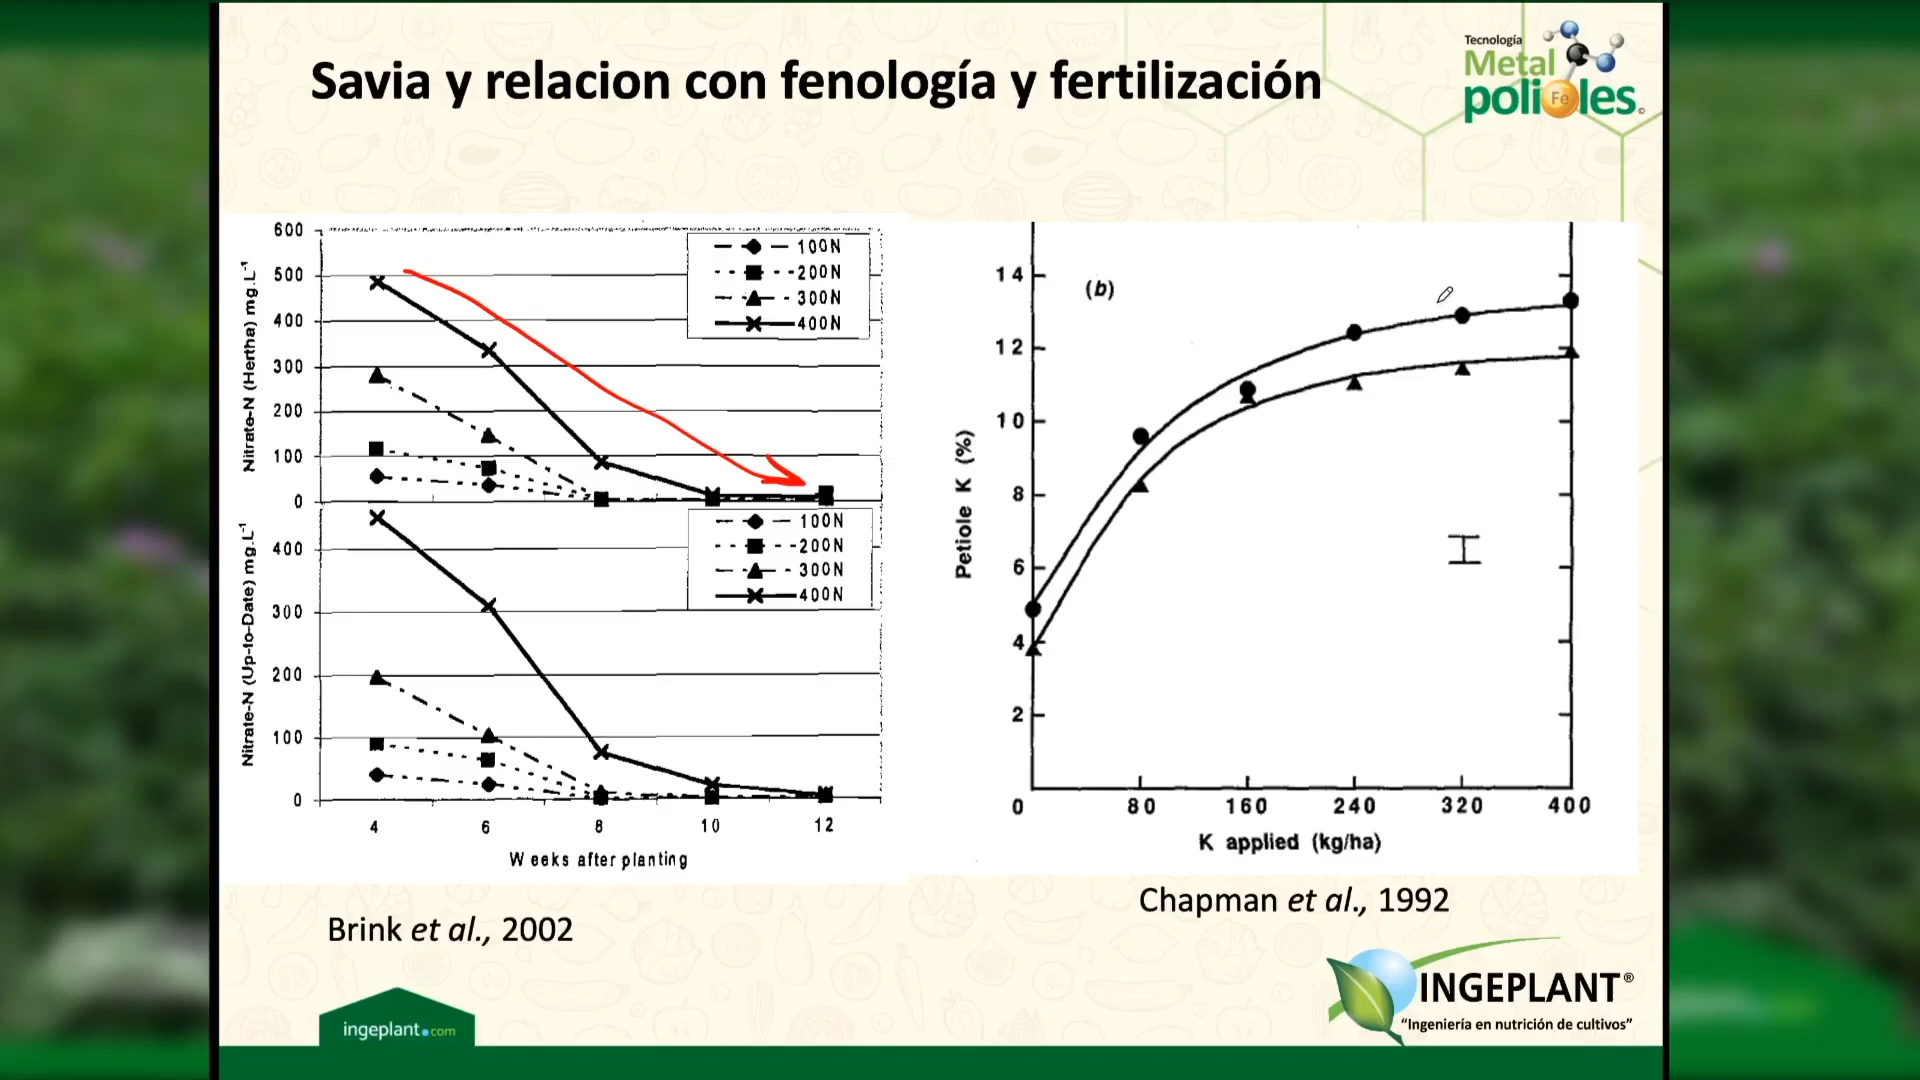 Savia y relacion con fenología y fertilización
Tecnología
Metal
polioles
Fe
600
500
400
300
200
100
0
Nitrate-N (Hertha) mg.L-1
100N
200N
300N
400N
400
300
200
100
0
Nitrate-N (Up-to-Date) mg.L-1
100N
200N
300N
400N
4 6 8 10 12
Weeks after planting
Brink et al., 2002
(b)
14
12
10
8
6
4
2
Petiole K (%)
0 80 160 240 320 400
K applied (kg/ha)
Chapman et al., 1992
ingeplant.com
INGEPLANT®
“Ingeniería en nutrición de cultivos”